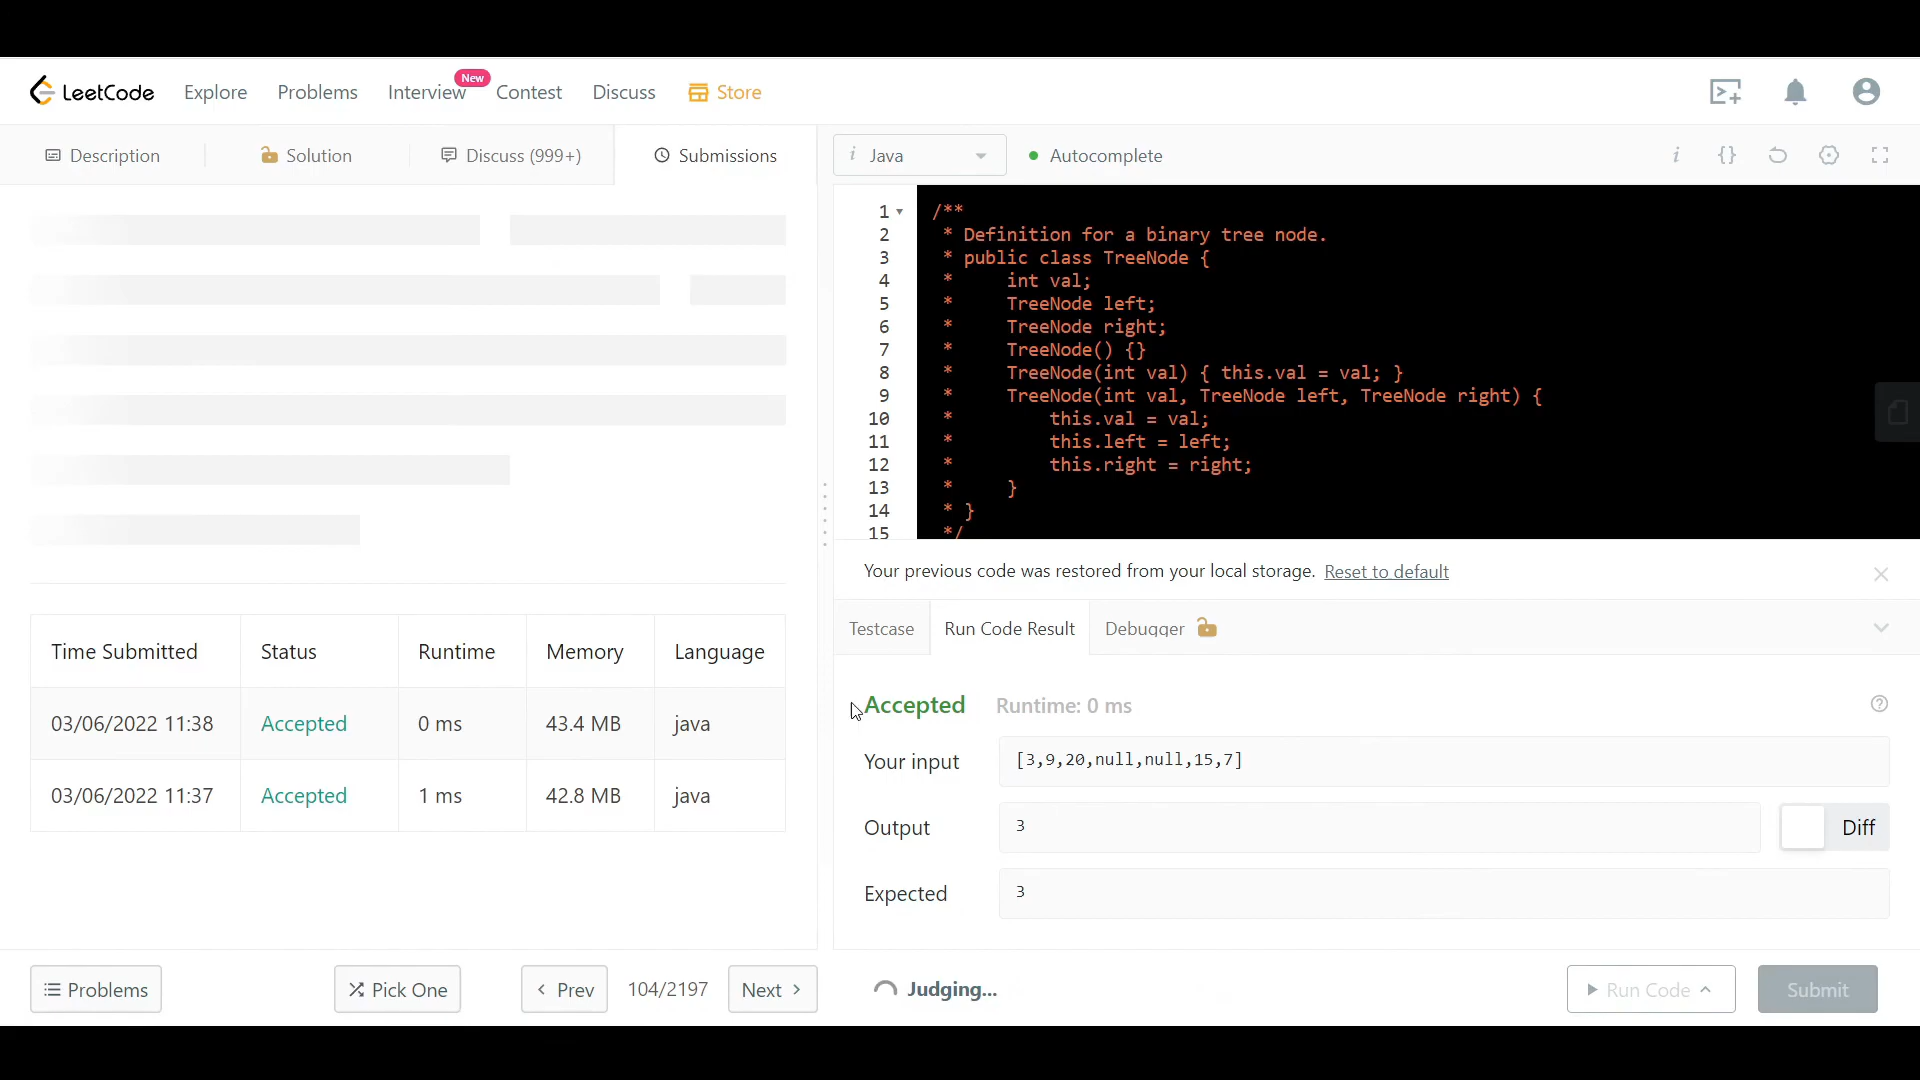 LeetCode Explore Problems Interview New Contest Discuss Store
Description Solution Discuss (999+) Submissions
i Java Autocomplete i {}
1 /**
2 * Definition for a binary tree node.
3 * public class TreeNode {
4 *     int val;
5 *     TreeNode left;
6 *     TreeNode right;
7 *     TreeNode() {}
8 *     TreeNode(int val) { this.val = val; }
9 *     TreeNode(int val, TreeNode left, TreeNode right) {
10 *         this.val = val;
11 *         this.left = left;
12 *         this.right = right;
13 *     }
14 * }
15 */
Your previous code was restored from your local storage. Reset to default
Testcase Run Code Result Debugger
Time Submitted Status Runtime Memory Language
03/06/2022 11:38 Accepted 0 ms 43.4 MB java
03/06/2022 11:37 Accepted 1 ms 42.8 MB java
Accepted Runtime: 0 ms
Your input [3,9,20,null,null,15,7]
Output 3 Diff
Expected 3
Problems Pick One Prev 104/2197 Next Judging... Run Code Submit